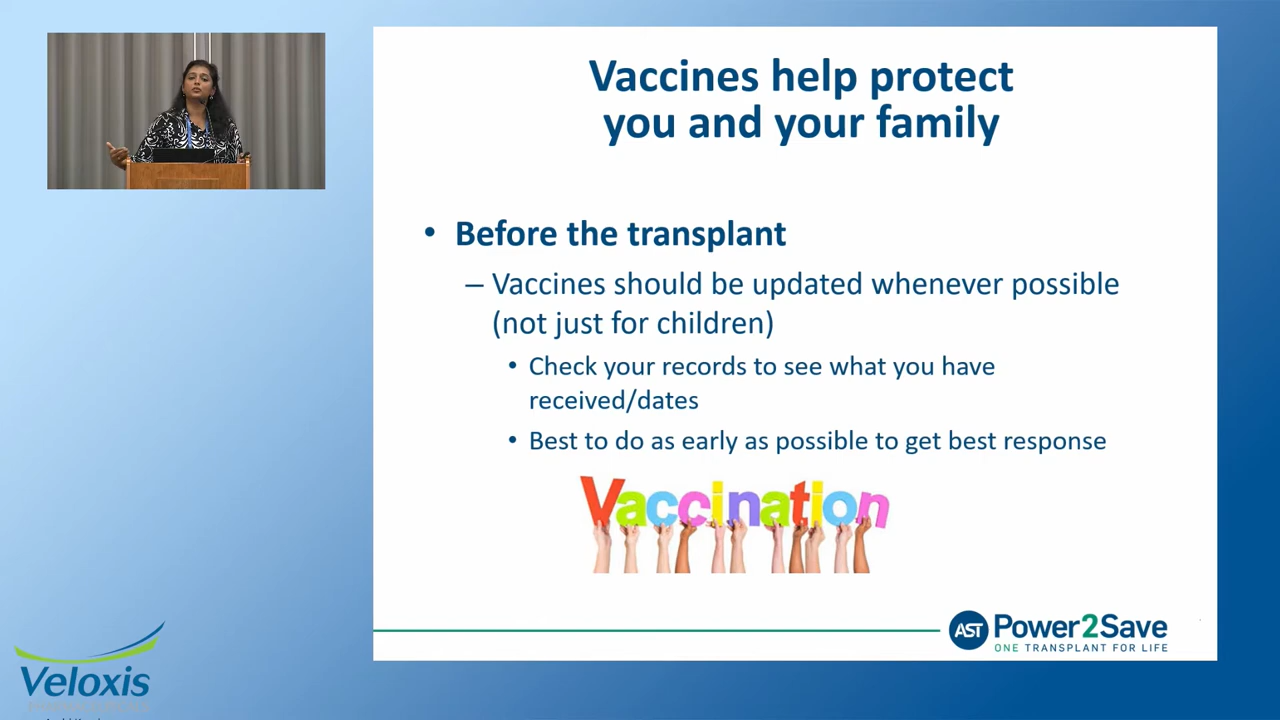 Vaccines help protect
you and your family
• Before the transplant
– Vaccines should be updated whenever possible
(not just for children)
• Check your records to see what you have
received/dates
• Best to do as early as possible to get best response
Vaccination
AST Power2Save
ONE TRANSPLANT FOR LIFE
Veloxis